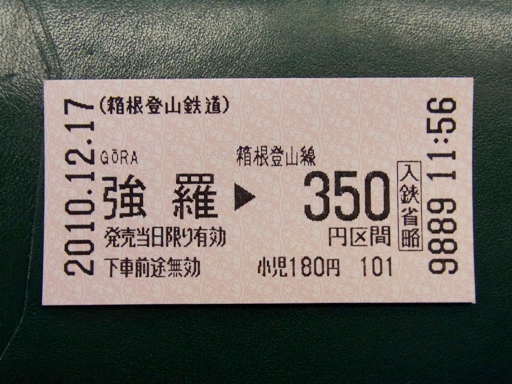 2010.12.17
(箱根登山鉄道)
GōRA
箱根登山線
強羅▶350
円区間
発売当日限り有効
下車前途無効
小児180円 101
入鋏省略
9889 11:56